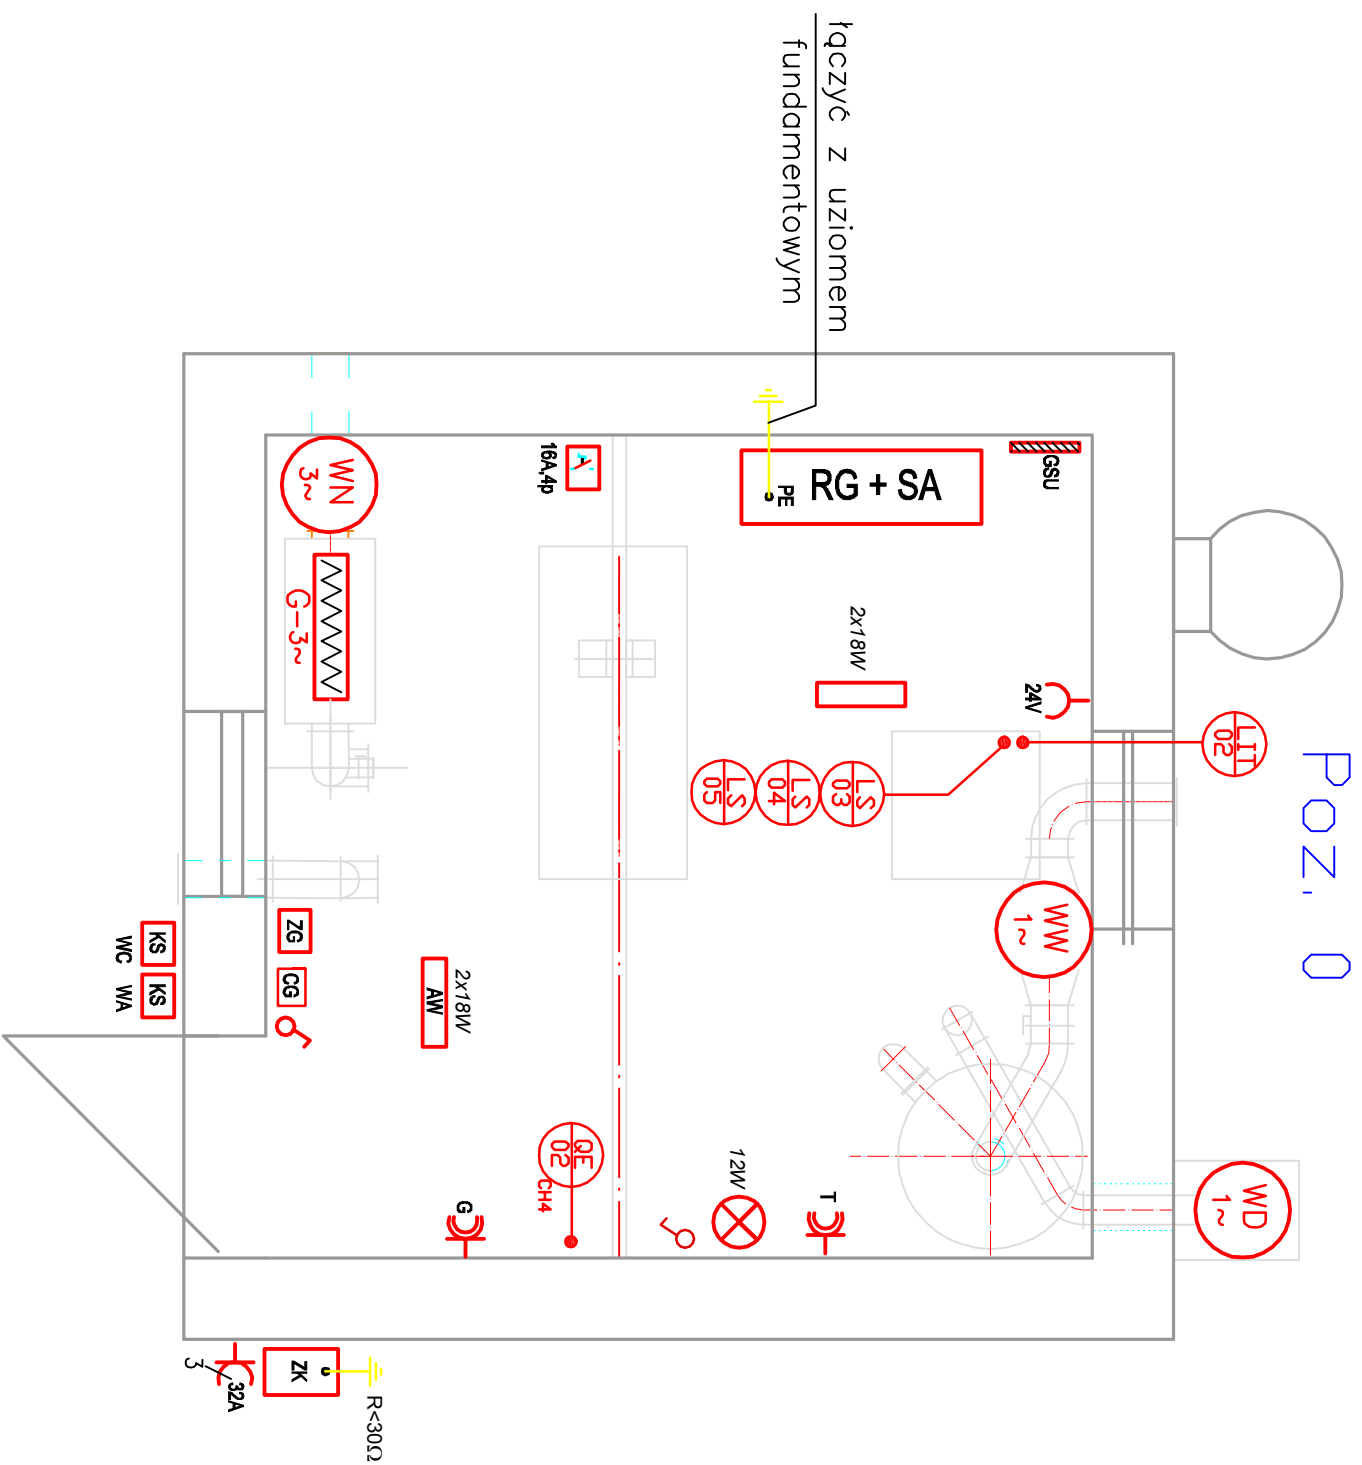 łączyć z uziomem
fundamentowym
POZ. 0
GSU
RG + SA
PE
16A,4p
WN
3~
G-3~
2x18W
24V
LIT
02
LS
03
LS
04
LS
05
WW
1~
ZG
CG
KS
WC
KS
WA
2x18W
AW
QE
02
CH4
12W
T
G
WD
1~
ZK
R<30Ω
32A
3